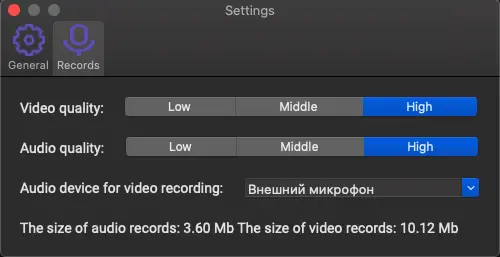 Settings
General Records
Video quality: Low Middle High
Audio quality: Low Middle High
Audio device for video recording: Внешний микрофон
The size of audio records: 3.60 Mb The size of video records: 10.12 Mb